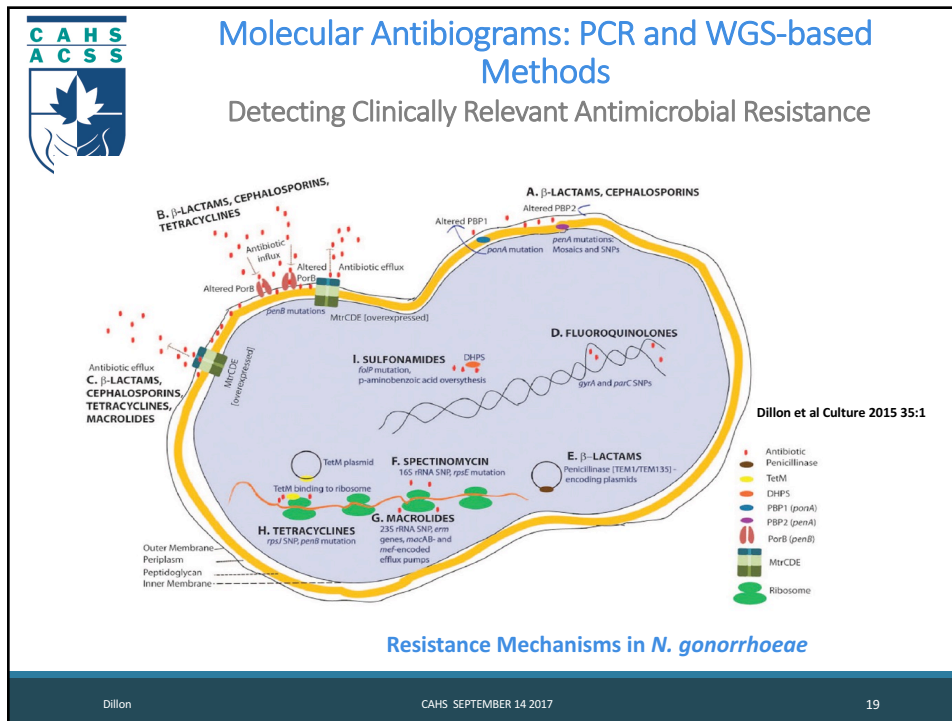 CAHS
ACSS
Molecular Antibiograms: PCR and WGS-based
Methods
Detecting Clinically Relevant Antimicrobial Resistance
B. β-LACTAMS, CEPHALOSPORINS,
TETRACYCLINES
Antibiotic
influx
Altered PorB
Altered
PorB
Antibiotic efflux
penB mutations
MtrCDE [overexpressed]
A. β-LACTAMS, CEPHALOSPORINS
Altered PBP2
Altered PBP1
ponA mutation
penA mutations:
Mosaics and SNPs
Antibiotic efflux
MtrCDE
[overexpressed]
C. β-LACTAMS,
CEPHALOSPORINS,
TETRACYCLINES,
MACROLIDES
D. FLUOROQUINOLONES
gyrA and parC SNPs
I. SULFONAMIDES
folP mutation,
p-aminobenzoic acid oversythesis
DHPS
Dillon et al Culture 2015 35:1
TetM plasmid
TetM binding to ribosome
F. SPECTINOMYCIN
16S rRNA SNP, rpsE mutation
E. β–LACTAMS
Penicillinase [TEM1/TEM135] –
encoding plasmids
H. TETRACYCLINES
rpsJ SNP, penB mutation
G. MACROLIDES
23S rRNA SNP, erm
genes, macAB- and
mef-encoded
efflux pumps
Outer Membrane
Periplasm
Peptidoglycan
Inner Membrane
Antibiotic
Penicillinase
TetM
DHPS
PBP1 (ponA)
PBP2 (penA)
PorB (penB)
MtrCDE
Ribosome
Resistance Mechanisms in N. gonorrhoeae
Dillon
CAHS SEPTEMBER 14 2017
19